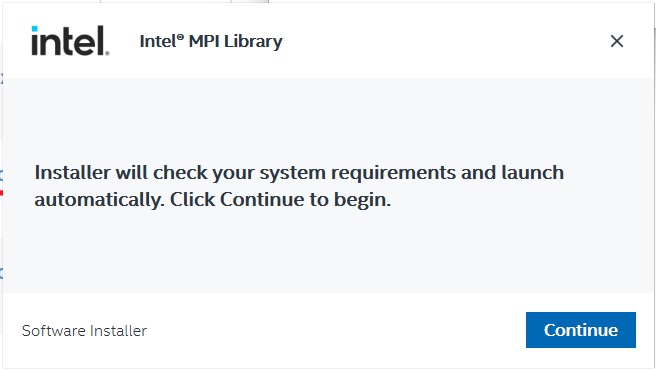 intel.
Intel® MPI Library
Installer will check your system requirements and launch
automatically. Click Continue to begin.
Software Installer
Continue